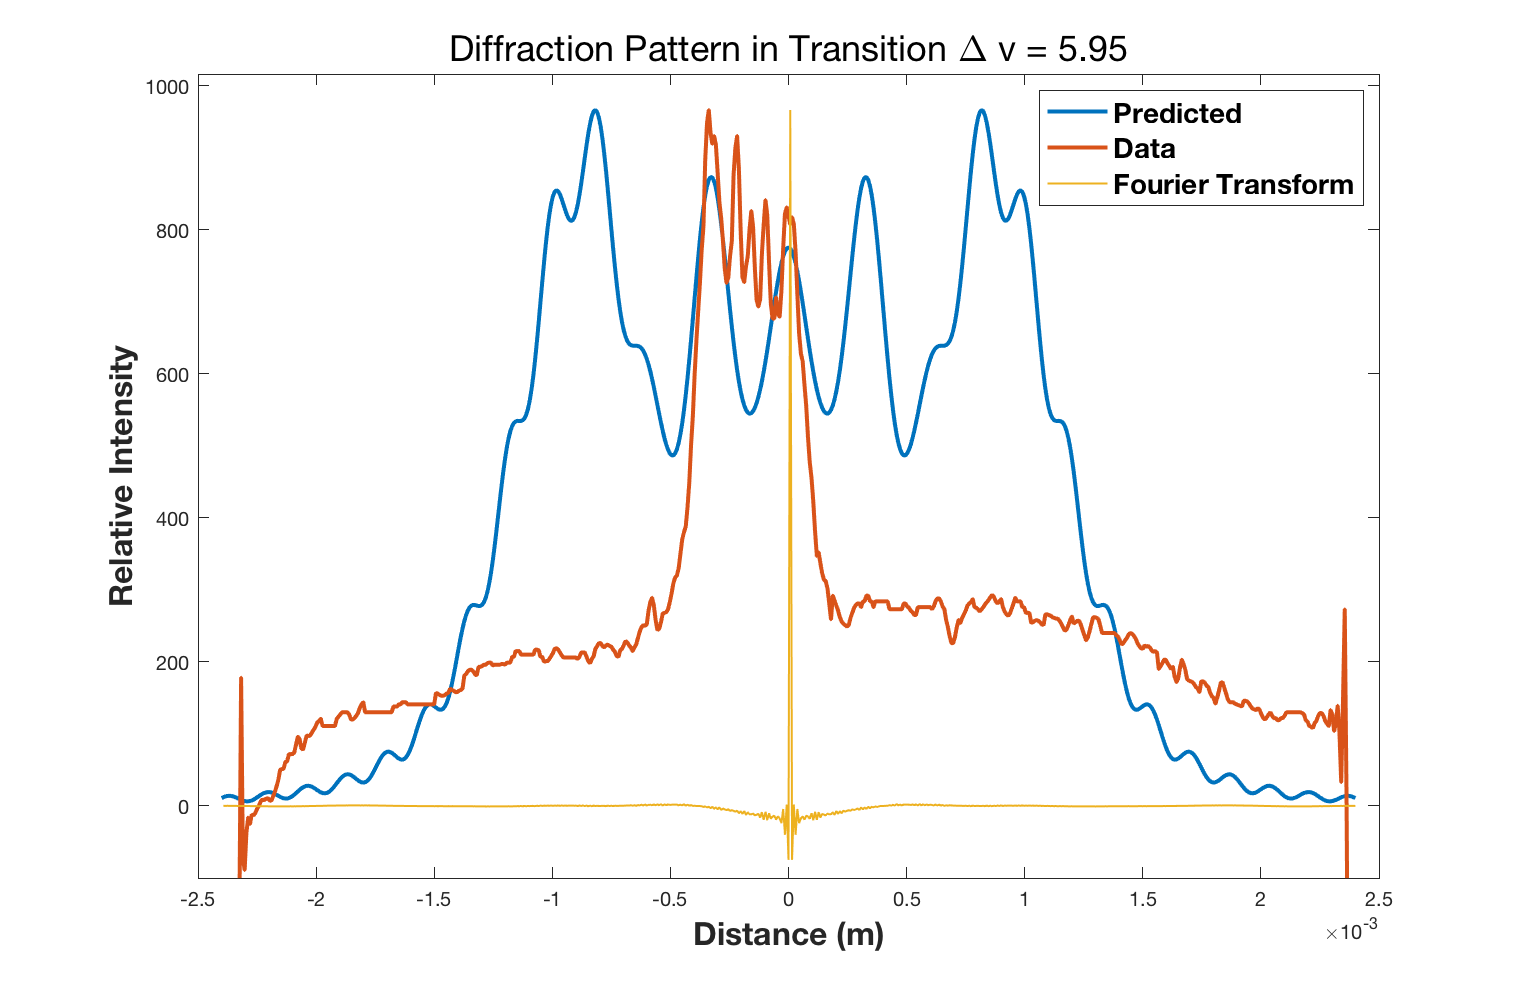 Diffraction Pattern in Transition Δ v = 5.95
Predicted
Data
Fourier Transform
Relative Intensity
1000
800
600
400
200
0
-2.5 -2 -1.5 -1 -0.5 0 0.5 1 1.5 2 2.5
×10-3
Distance (m)